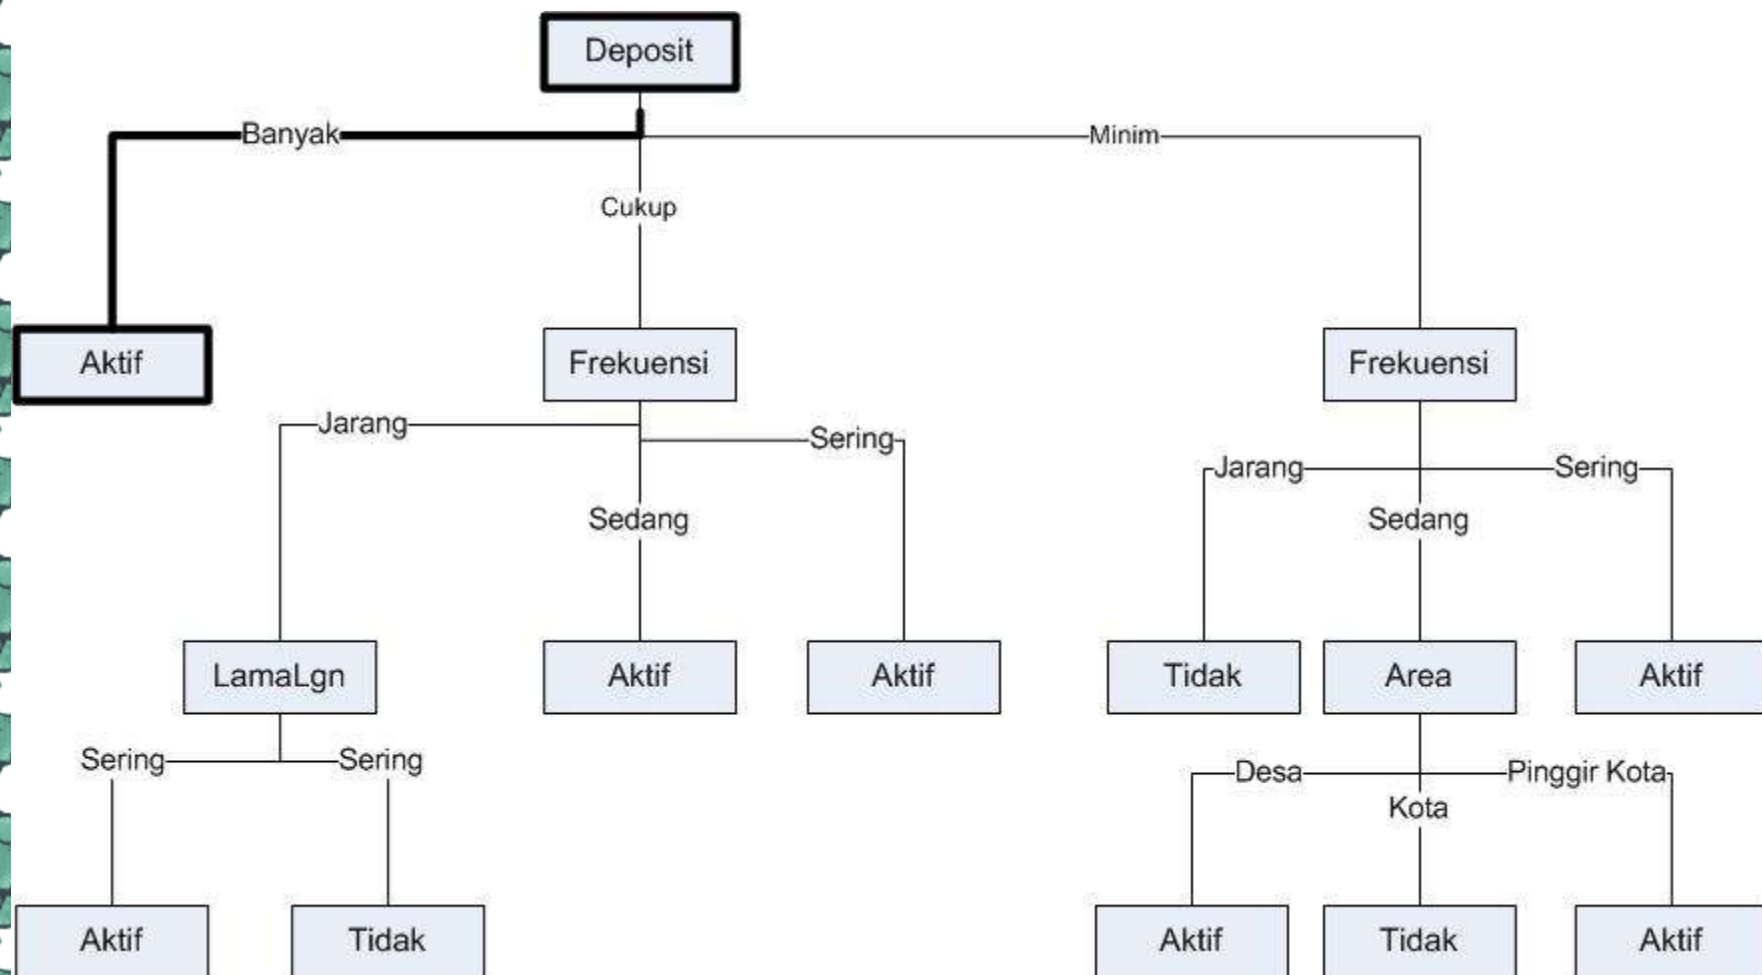 Deposit
Banyak
Minim
Cukup
Aktif
Frekuensi
Frekuensi
Jarang
Sering
Jarang
Sering
Sedang
Sedang
LamaLgn
Aktif
Aktif
Tidak
Area
Aktif
Sering
Sering
Desa
Pinggir Kota
Kota
Aktif
Tidak
Aktif
Tidak
Aktif